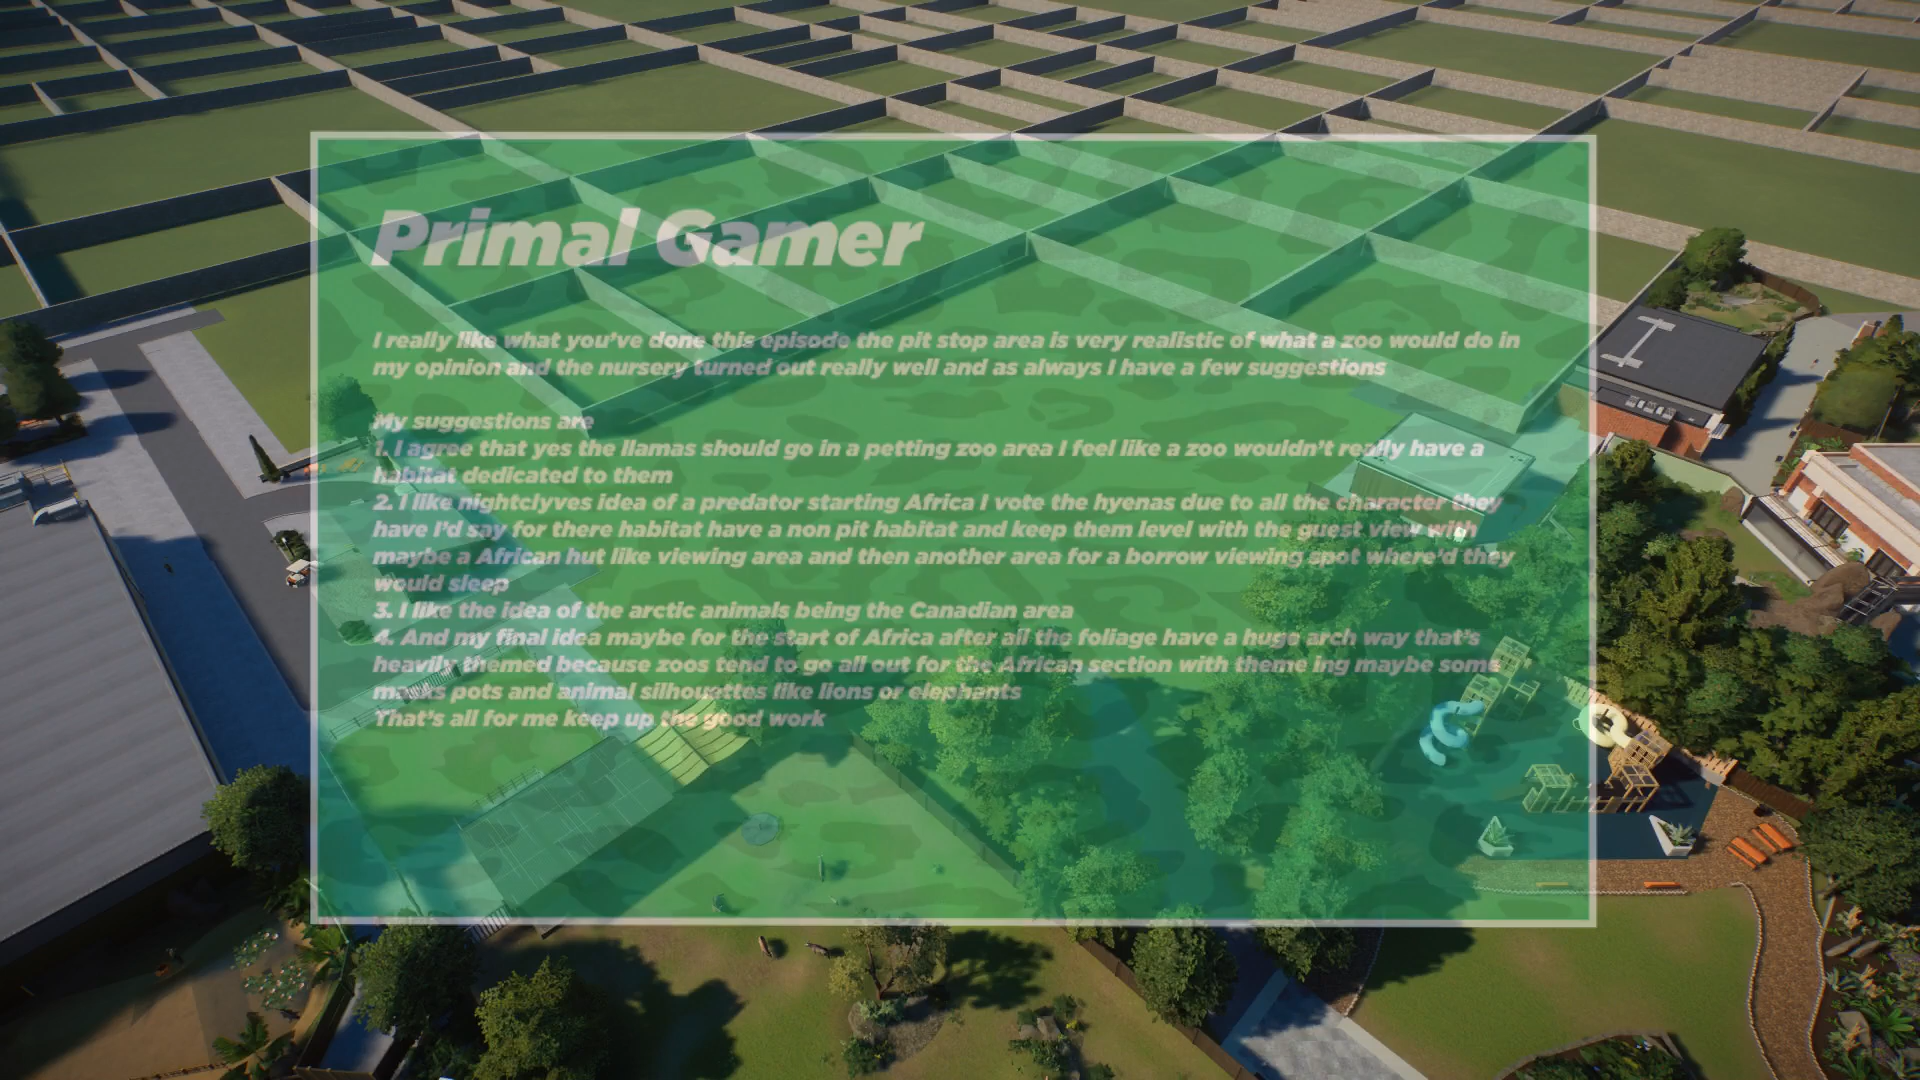 Primal Gamer
I really like what you've done this episode the pit stop area is very realistic of what a zoo would do in
my opinion and the nursery turned out really well and as always I have a few suggestions
My suggestions are
1. I agree that yes the llamas should go in a petting zoo area I feel like a zoo wouldn't really have a
habitat dedicated to them
2. I like nightclyves idea of a predator starting Africa I vote the hyenas due to all the character they
have I'd say for there habitat have a non pit habitat and keep them level with the guest view with
maybe a African hut like viewing area and then another area for a borrow viewing spot where'd they
would sleep
3. I like the idea of the arctic animals being the Canadian area
4. And my final idea maybe for the start of Africa after all the foliage have a huge arch way that's
heavily themed because zoos tend to go all out for the African section with theme ing maybe some
masks pots and animal silhouettes like lions or elephants
That's all for me keep up the good work